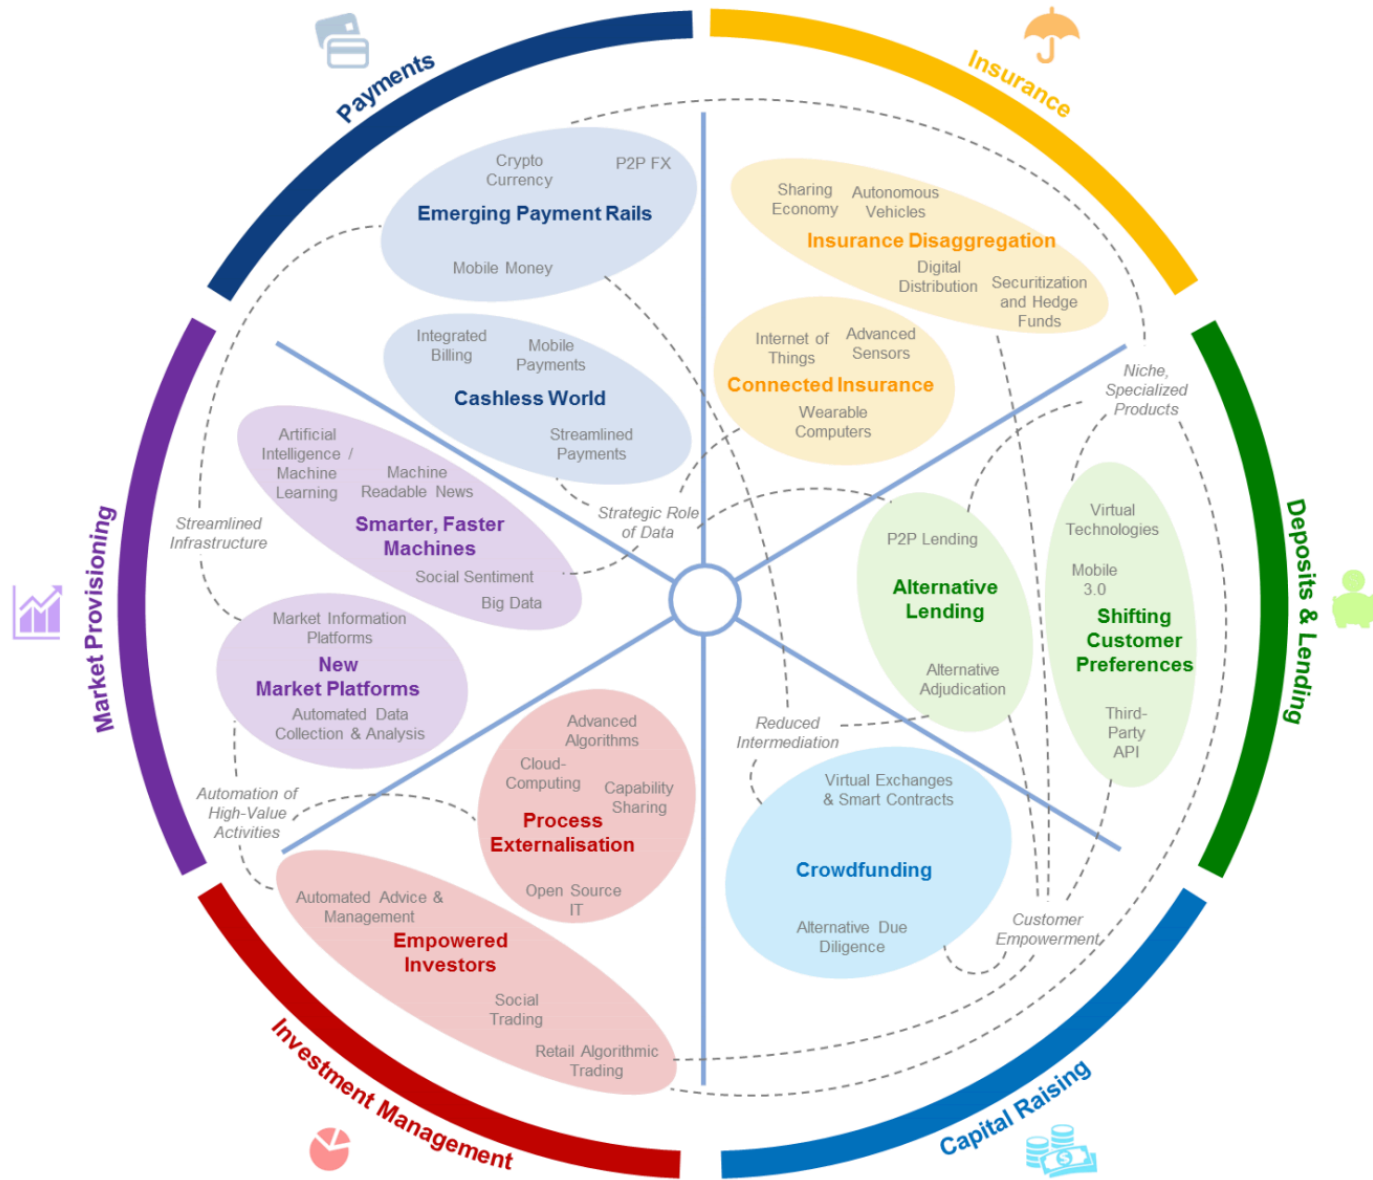 Payments
Insurance
Crypto
Currency
P2P FX
Emerging Payment Rails
Mobile Money
Sharing
Economy
Autonomous
Vehicles
Insurance Disaggregation
Digital
Distribution
Securitization
and Hedge
Funds
Integrated
Billing
Mobile
Payments
Cashless World
Streamlined
Payments
Internet of
Things
Advanced
Sensors
Connected Insurance
Wearable
Computers
Niche,
Specialized
Products
Artificial
Intelligence /
Machine
Learning
Machine
Readable News
Smarter, Faster
Machines
Social Sentiment
Big Data
Strategic Role
of Data
Streamlined
Infrastructure
Market Provisioning
Market Information
Platforms
New
Market Platforms
Automated Data
Collection & Analysis
P2P Lending
Alternative
Lending
Alternative
Adjudication
Virtual
Technologies
Mobile
3.0
Shifting
Customer
Preferences
Third-
Party
API
Deposits & Lending
Reduced
Intermediation
Automation of
High-Value
Activities
Advanced
Algorithms
Cloud-
Computing
Capability
Sharing
Process
Externalisation
Open Source
IT
Virtual Exchanges
& Smart Contracts
Crowdfunding
Alternative Due
Diligence
Customer
Empowerment
Automated Advice &
Management
Empowered
Investors
Social
Trading
Retail Algorithmic
Trading
Investment Management
Capital Raising